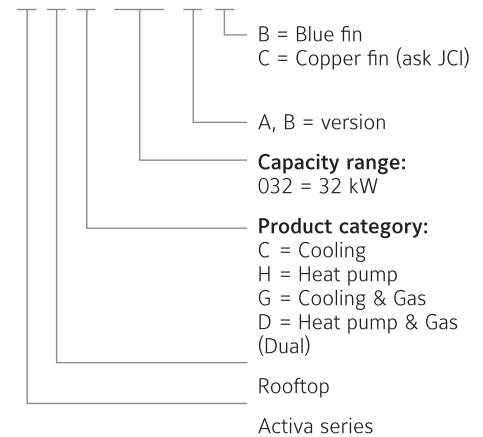 B = Blue fin
C = Copper fin (ask JCI)
A, B = version
Capacity range:
032 = 32 kW
Product category:
C = Cooling
H = Heat pump
G = Cooling & Gas
D = Heat pump & Gas
(Dual)
Rooftop
Activa series